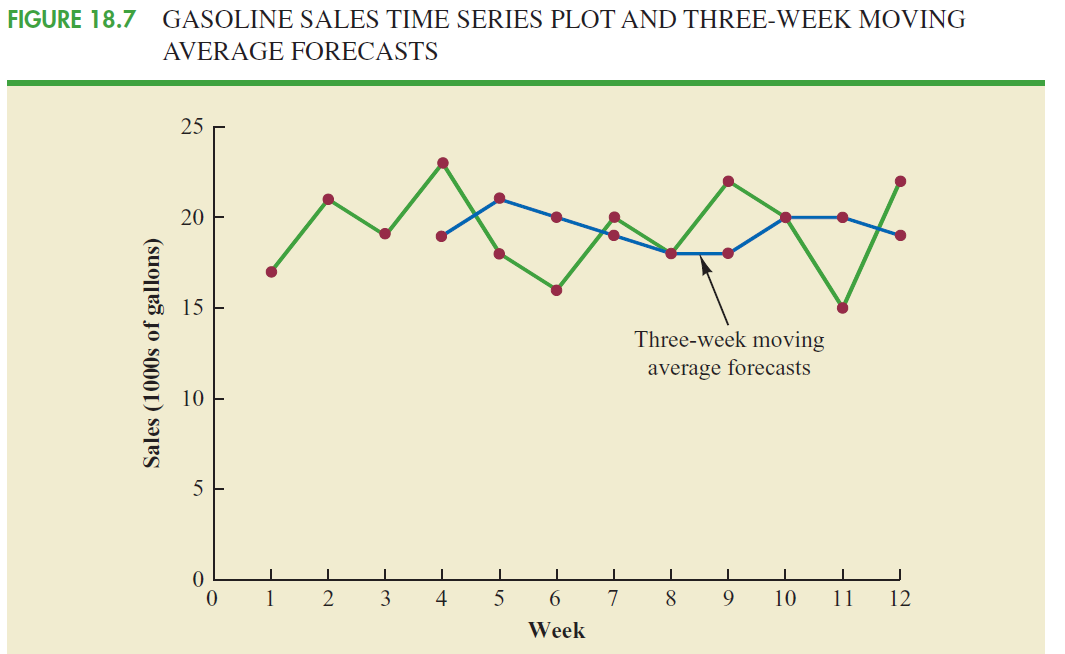 FIGURE 18.7 GASOLINE SALES TIME SERIES PLOT AND THREE-WEEK MOVING
AVERAGE FORECASTS
25
20
15
10
5
0
Sales (1000s of gallons)
Three-week moving
average forecasts
0 1 2 3 4 5 6 7 8 9 10 11 12
Week